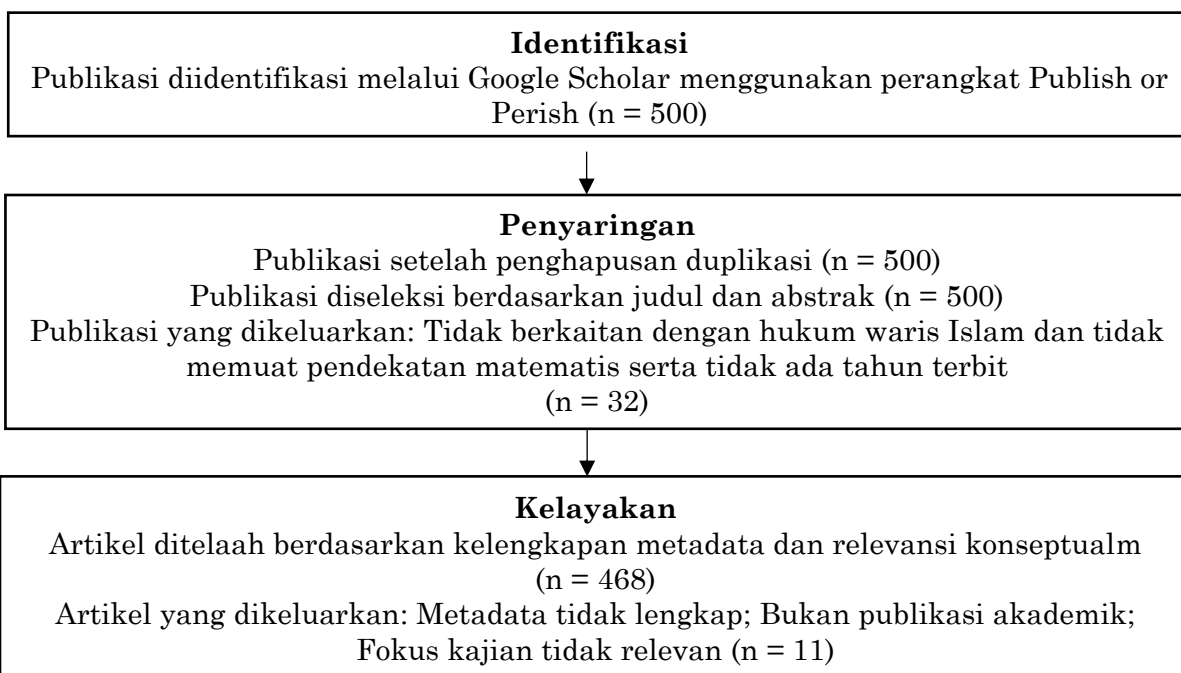 Identifikasi
Publikasi diidentifikasi melalui Google Scholar menggunakan perangkat Publish or
Perish (n = 500)
Penyaringan
Publikasi setelah penghapusan duplikasi (n = 500)
Publikasi diseleksi berdasarkan judul dan abstrak (n = 500)
Publikasi yang dikeluarkan: Tidak berkaitan dengan hukum waris Islam dan tidak
memuat pendekatan matematis serta tidak ada tahun terbit
(n = 32)
Kelayakan
Artikel ditelaah berdasarkan kelengkapan metadata dan relevansi konseptualm
(n = 468)
Artikel yang dikeluarkan: Metadata tidak lengkap; Bukan publikasi akademik;
Fokus kajian tidak relevan (n = 11)